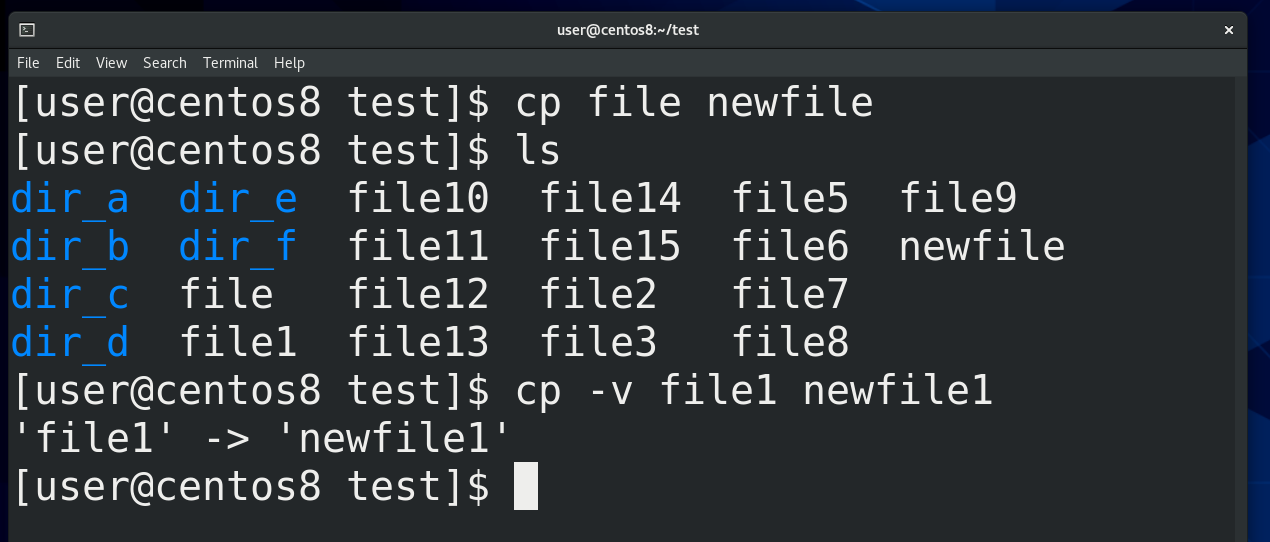 user@centos8:~/test
File Edit View Search Terminal Help
[user@centos8 test]$ cp file newfile
[user@centos8 test]$ ls
dir_a  dir_e  file10  file14  file5  file9
dir_b  dir_f  file11  file15  file6  newfile
dir_c  file   file12  file2   file7
dir_d  file1  file13  file3   file8
[user@centos8 test]$ cp -v file1 newfile1
'file1' -> 'newfile1'
[user@centos8 test]$